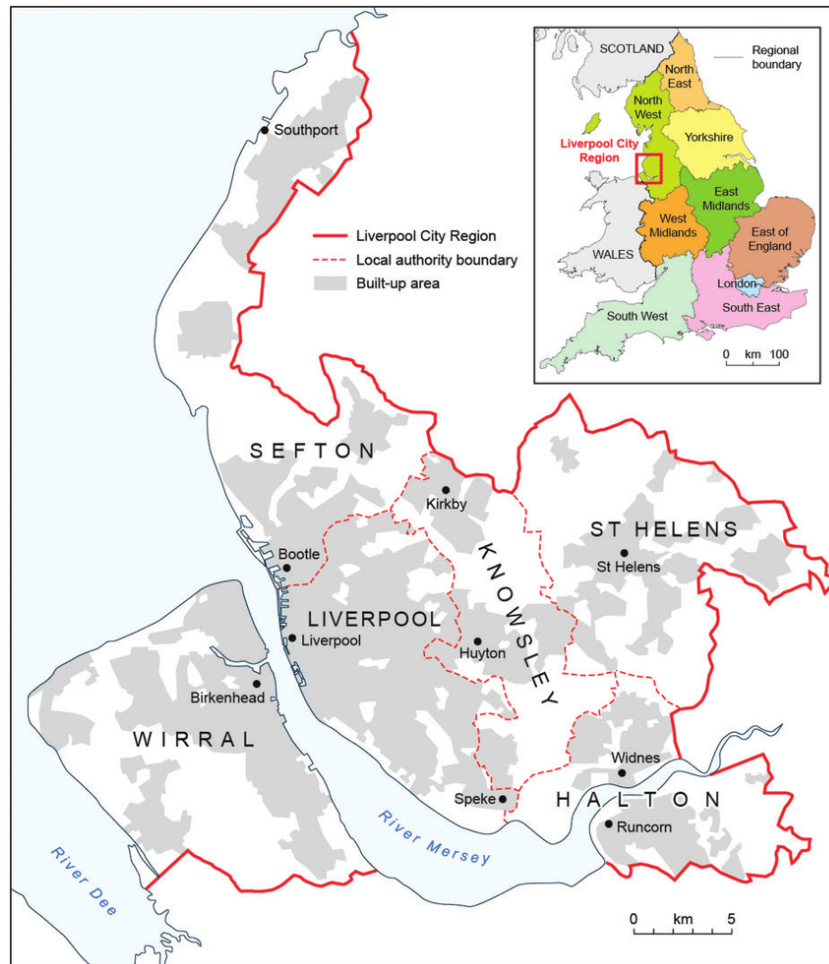 Southport
Liverpool City Region
Local authority boundary
Built-up area
SCOTLAND
Regional
boundary
North
East
North
West
Liverpool City
Region
Yorkshire
East
Midlands
West
Midlands
East of
England
WALES
London
South East
South West
0 km 100
SEFTON
Kirkby
ST HELENS
St Helens
KNOWSLEY
Bootle
LIVERPOOL
Liverpool
Huyton
Birkenhead
WIRRAL
Widnes
Speke
HALTON
Runcorn
River Mersey
River Dee
0 km 5